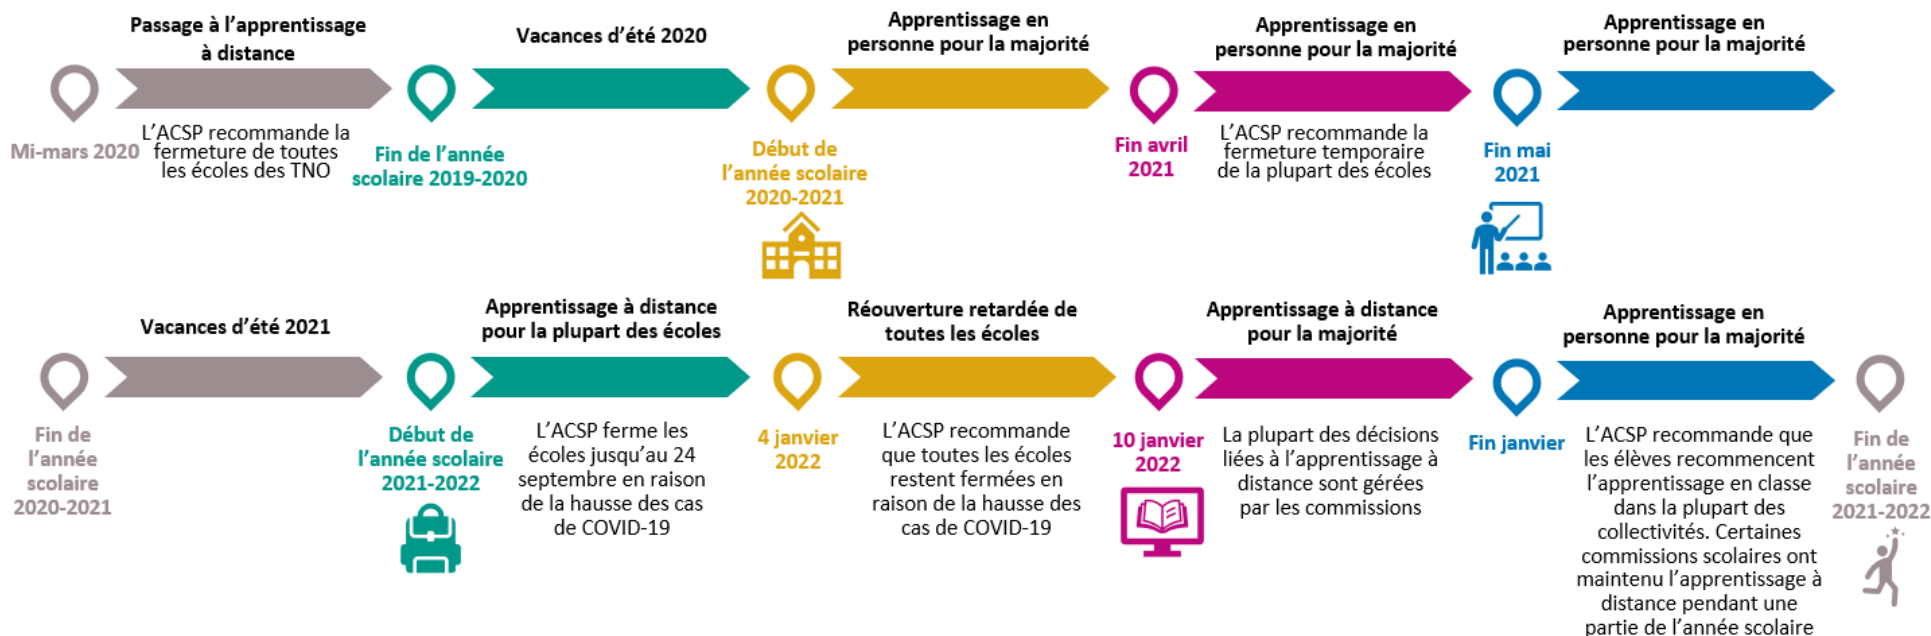 Passage à l'apprentissage
à distance
Mi-mars 2020
L'ACSP recommande la
fermeture de toutes
les écoles des TNO
Vacances d'été 2020
Fin de l'année
scolaire 2019-2020
Apprentissage en
personne pour la majorité
Début de
l'année scolaire
2020-2021
Apprentissage en
personne pour la majorité
Fin avril
2021
L'ACSP recommande la
fermeture temporaire
de la plupart des écoles
Apprentissage en
personne pour la majorité
Fin mai
2021
Vacances d'été 2021
Fin de
l'année
scolaire
2020-2021
Apprentissage à distance
pour la plupart des écoles
Début de
l'année scolaire
2021-2022
L'ACSP ferme les
écoles jusqu'au 24
septembre en raison
de la hausse des cas
de COVID-19
Réouverture retardée de
toutes les écoles
4 janvier
2022
L'ACSP recommande
que toutes les écoles
restent fermées en
raison de la hausse des
cas de COVID-19
Apprentissage à distance
pour la majorité
10 janvier
2022
La plupart des décisions
liées à l'apprentissage à
distance sont gérées
par les commissions
Apprentissage en
personne pour la majorité
Fin janvier
L'ACSP recommande que
les élèves recommencent
l'apprentissage en classe
dans la plupart des
collectivités. Certaines
commissions scolaires ont
maintenu l'apprentissage à
distance pendant une
partie de l'année scolaire
Fin de
l'année
scolaire
2021-2022